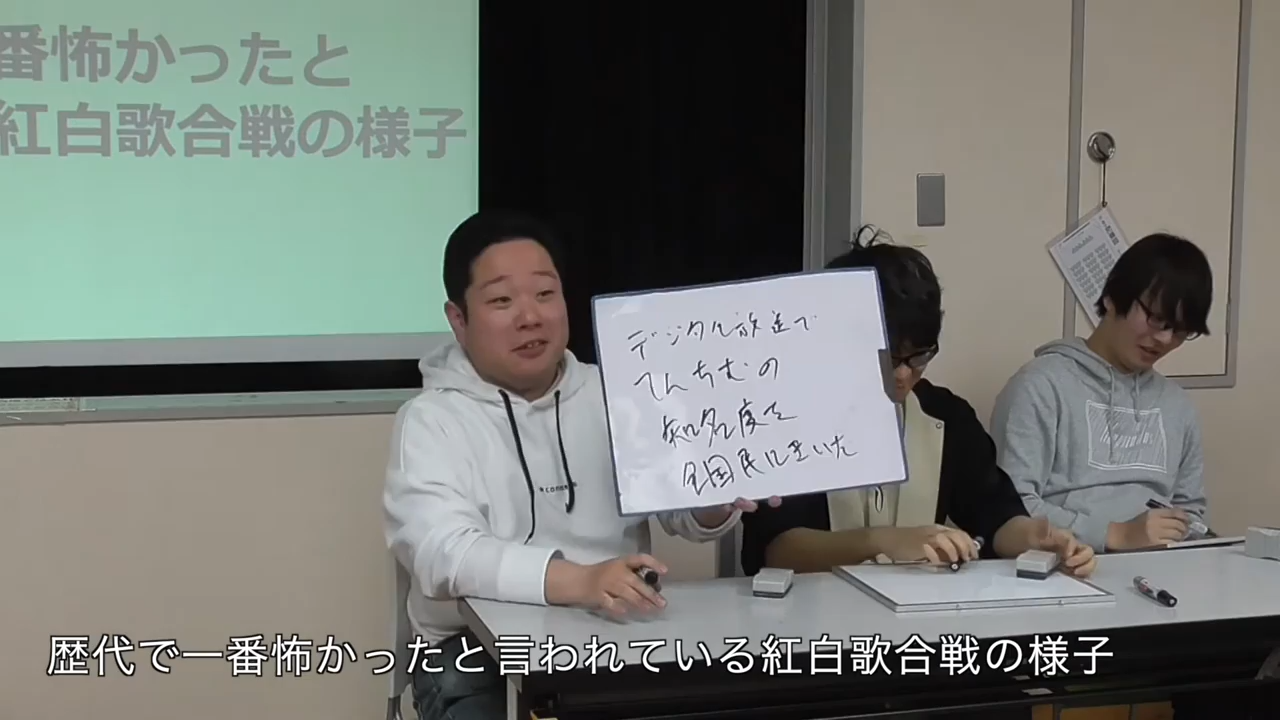 番怖かったと
紅白歌合戦の様子
デジタル放送で
てんちむの
知名度を
全国民に聞いた
歴代で一番怖かったと言われている紅白歌合戦の様子